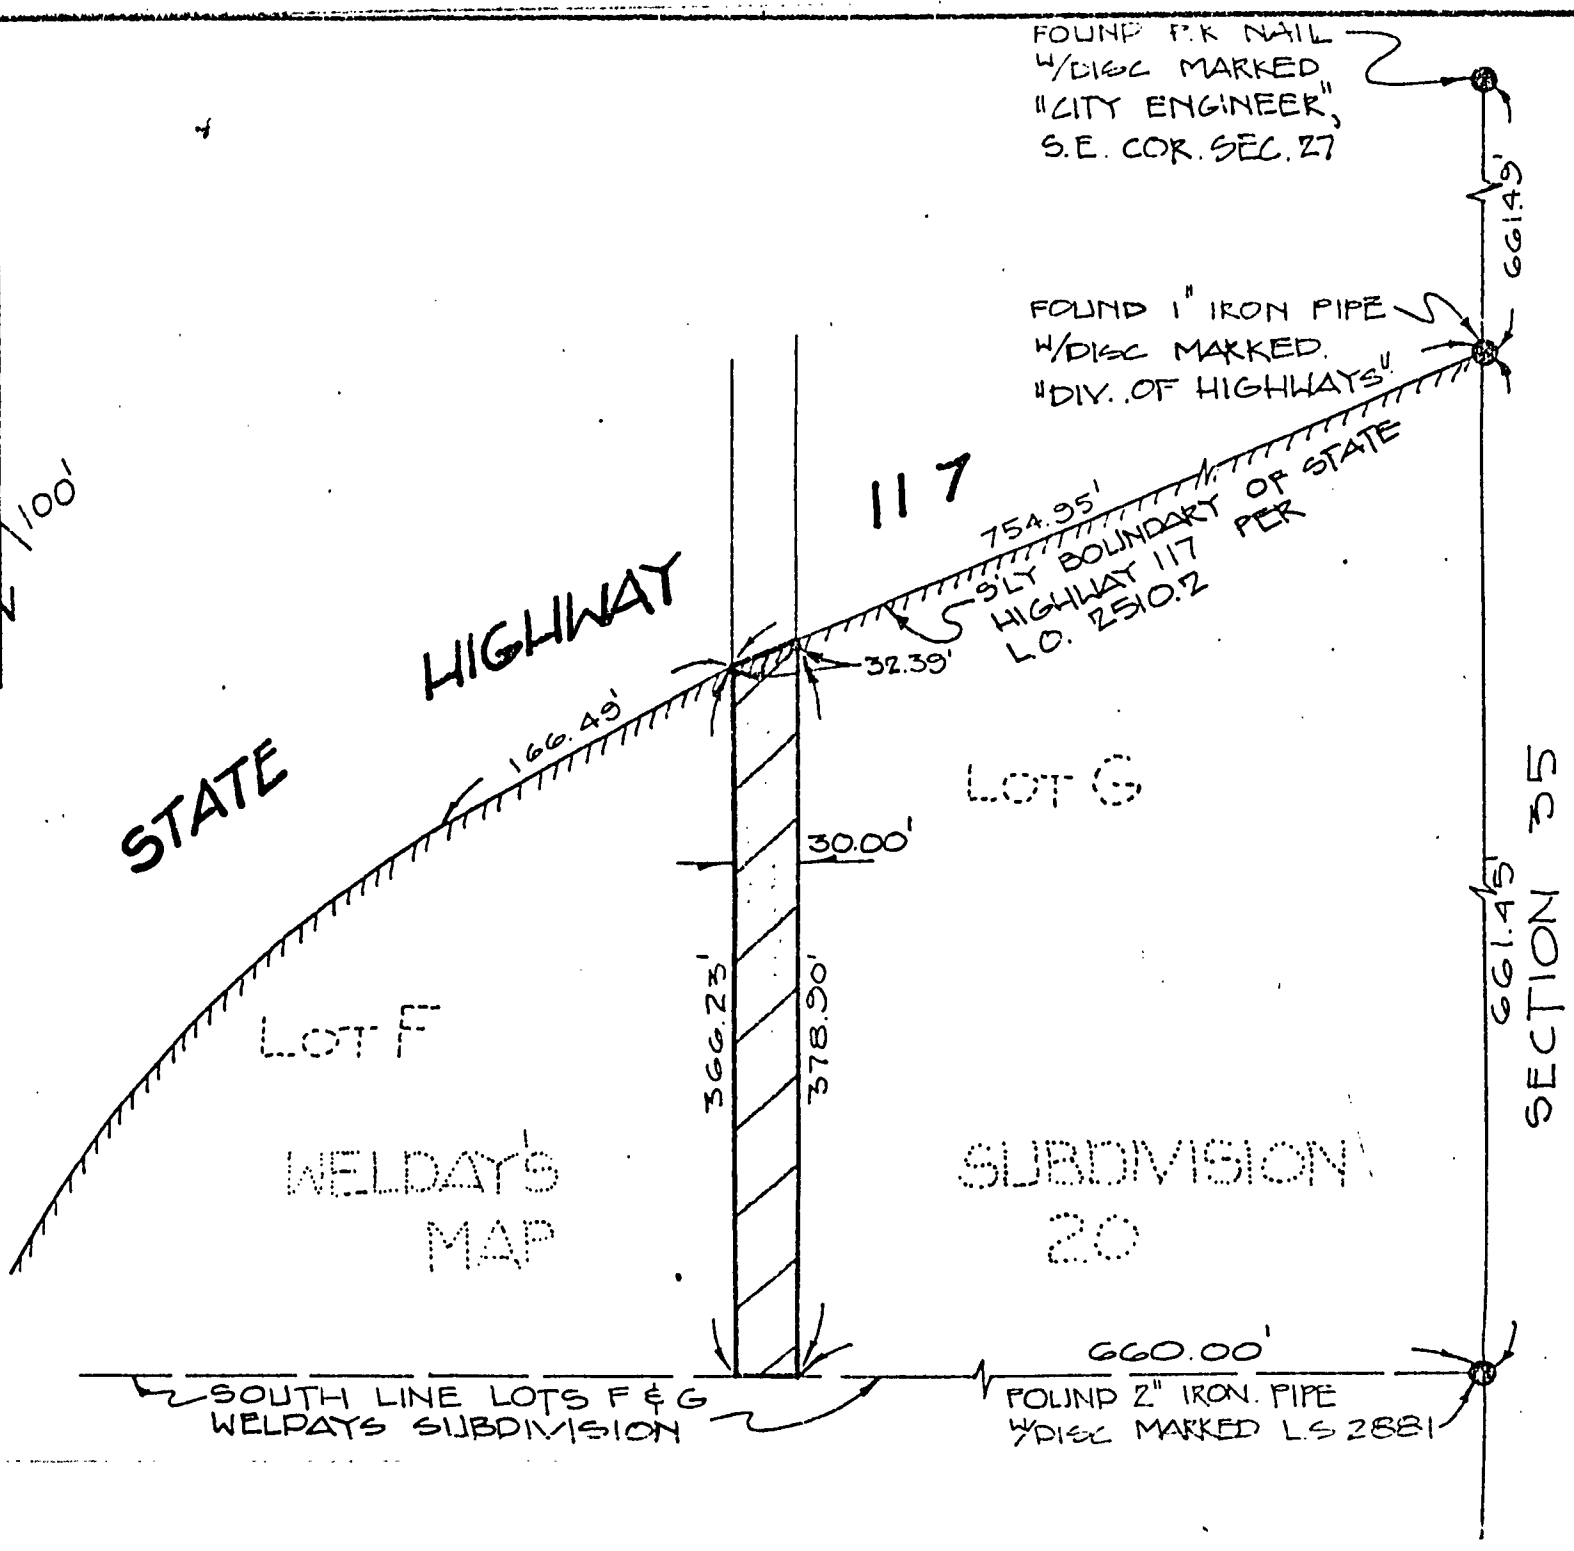 FOUND P.K NAIL
W/DISC MARKED
"CITY ENGINEER",
S.E. COR. SEC. 27
661.49'
FOUND 1" IRON PIPE
W/DISC MARKED.
"DIV. OF HIGHWAYS"
100'
117
754.95'
S'LY BOUNDARY OF STATE
HIGHWAY 117 PER
L.O. 2510.2
HIGHWAY
STATE
32.39'
166.49'
LOT G
30.00'
SECTION 35
661.45'
366.23'
378.90'
LOT F
WELDAY'S
MAP
SUBDIVISION
20
660.00'
SOUTH LINE LOTS F & G
WELDAYS SUBDIVISION
FOUND 2" IRON. PIPE
W/DISC MARKED L.S 2881